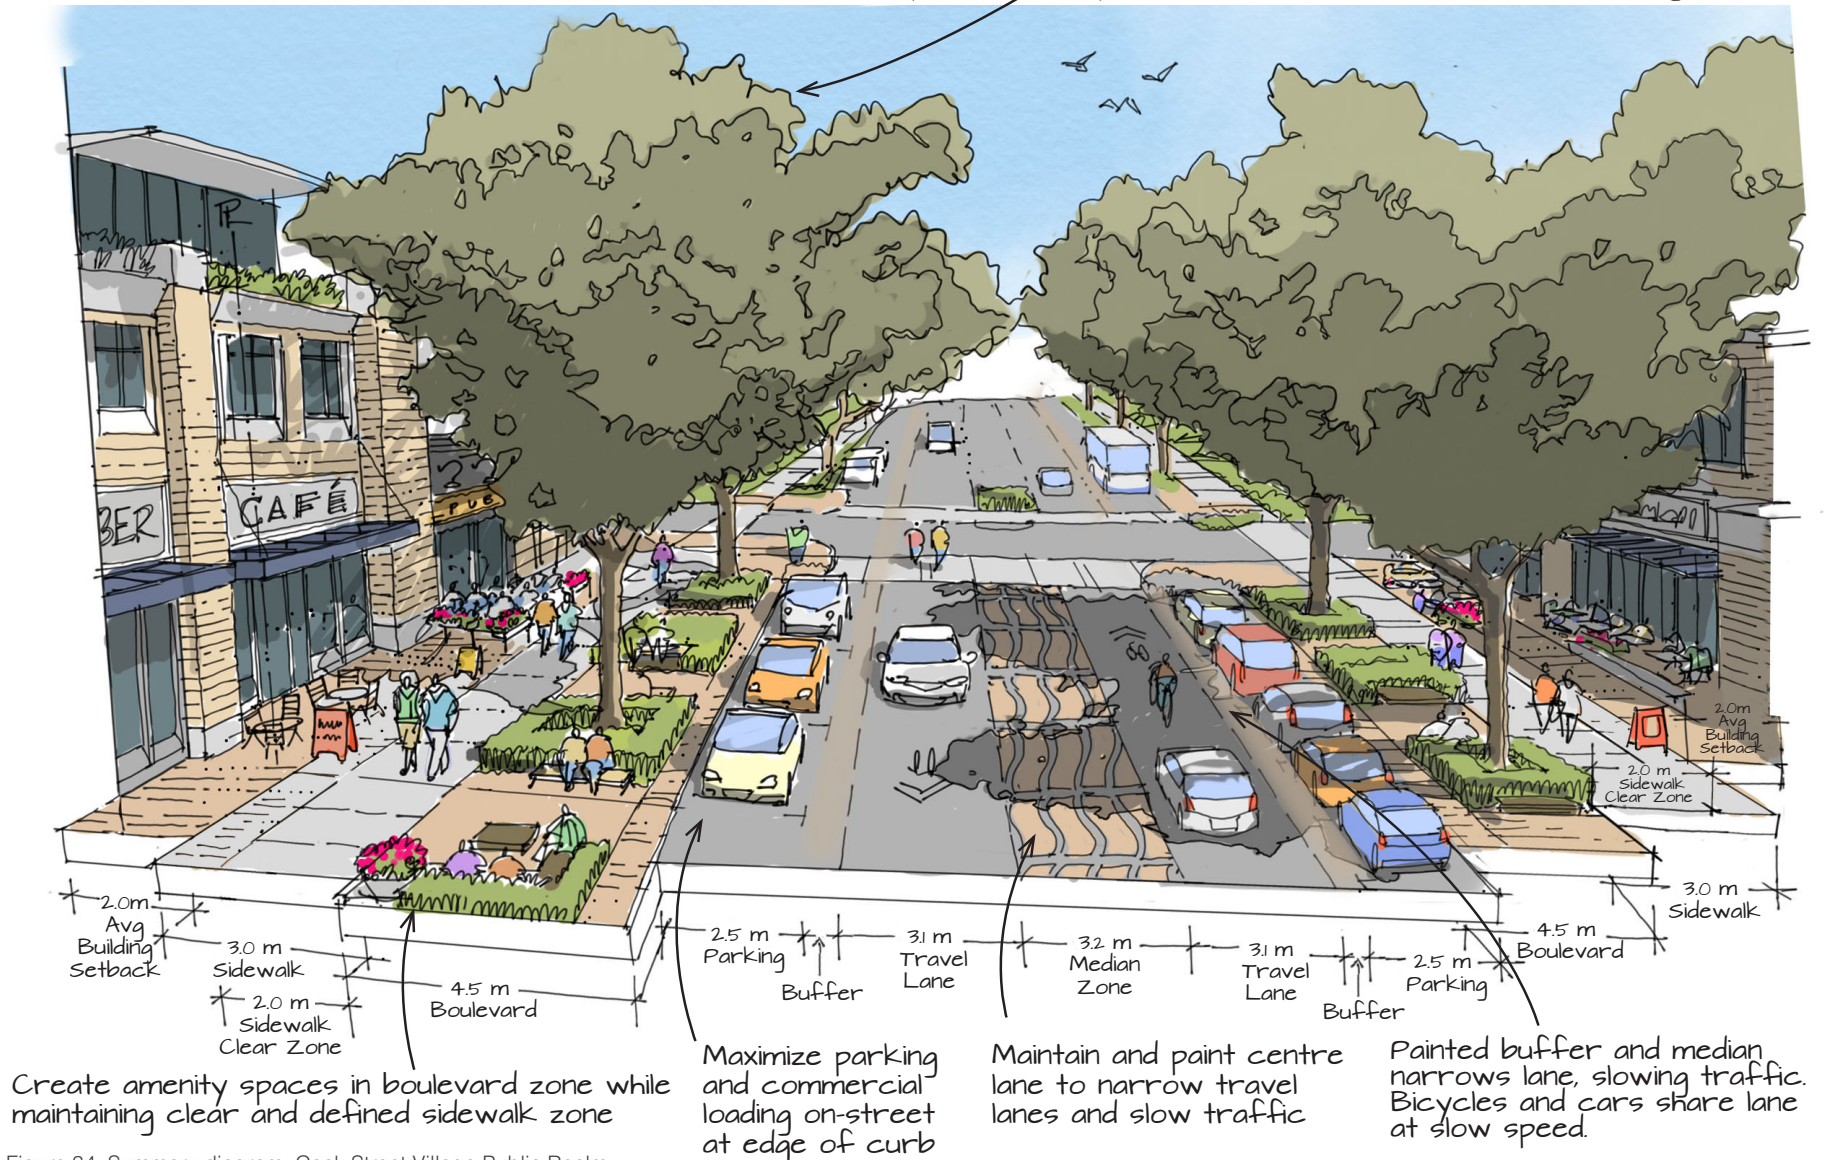 BER
CAFÉ
PUB
2.0m
Avg
Building
Setback
2.0 m
Sidewalk
Clear Zone
2.0m
Avg
Building
Setback
3.0 m
Sidewalk
2.0 m
Sidewalk
Clear Zone
4.5 m
Boulevard
2.5 m
Parking
Buffer
3.1 m
Travel
Lane
3.2 m
Median
Zone
3.1 m
Travel
Lane
Buffer
2.5 m
Parking
4.5 m
Boulevard
3.0 m
Sidewalk
Create amenity spaces in boulevard zone while
maintaining clear and defined sidewalk zone
Maximize parking
and commercial
loading on-street
at edge of curb
Maintain and paint centre
lane to narrow travel
lanes and slow traffic
Painted buffer and median
narrows lane, slowing traffic.
Bicycles and cars share lane
at slow speed.